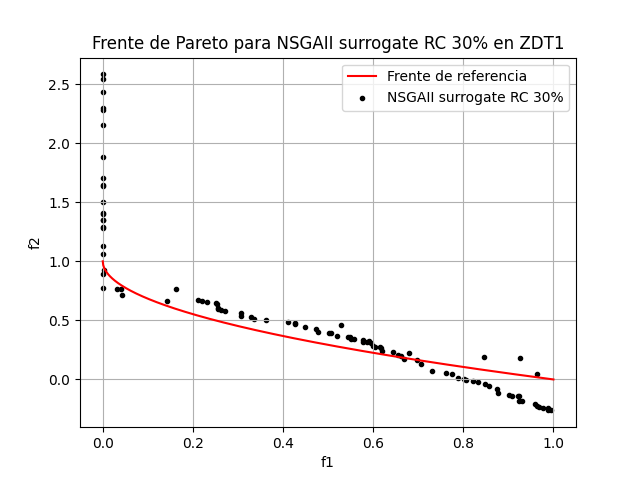 Frente de Pareto para NSGAII surrogate RC 30% en ZDT1
Frente de referencia
NSGAII surrogate RC 30%
2.5
2.0
1.5
1.0
0.5
0.0
f2
0.0 0.2 0.4 0.6 0.8 1.0
f1